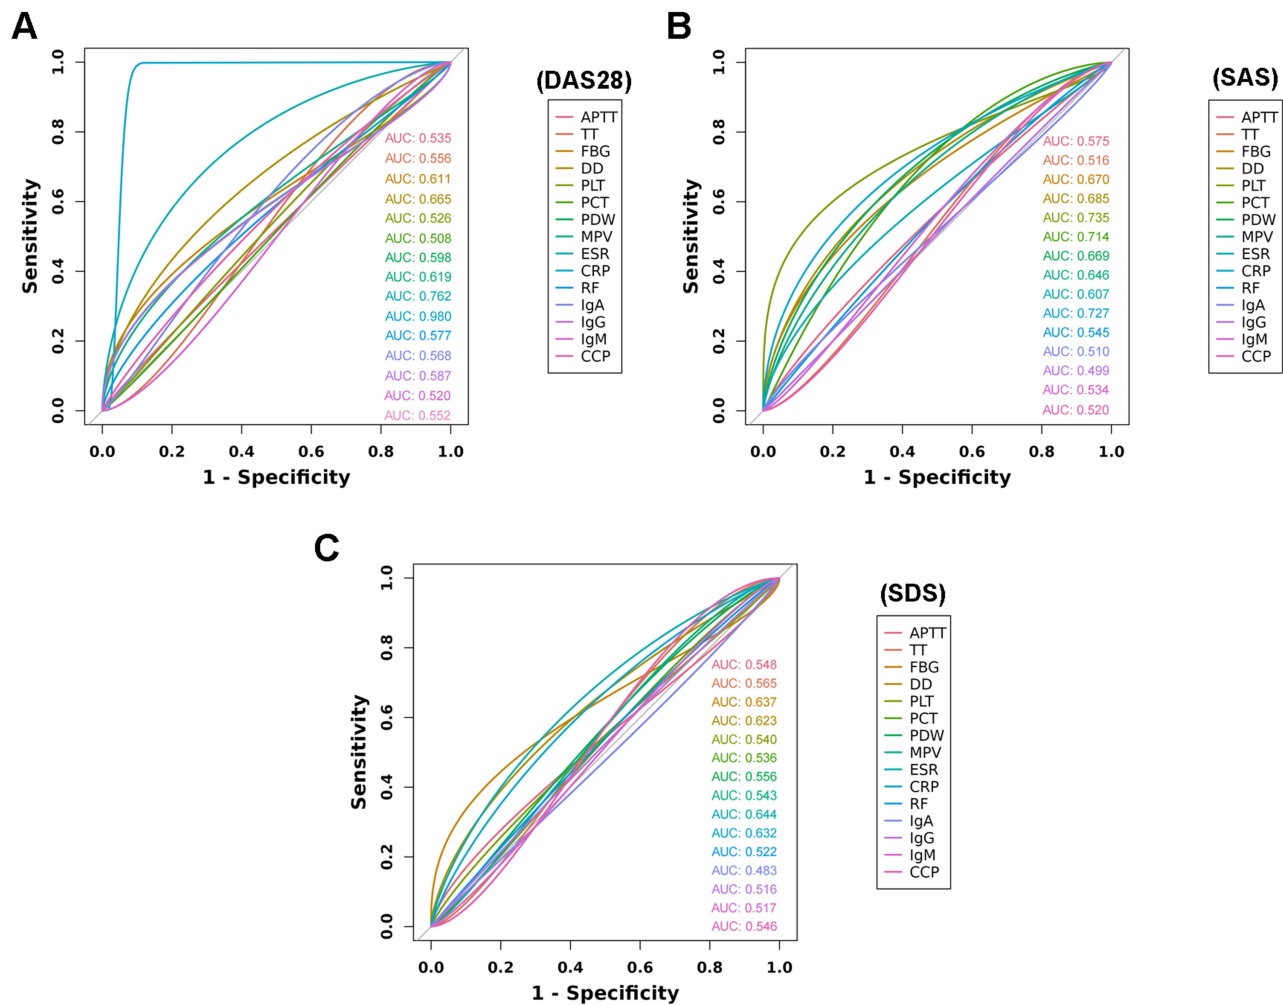 A
(DAS28)
1.0
0.8
0.6
0.4
0.2
0.0
Sensitivity
0.0 0.2 0.4 0.6 0.8 1.0
1 - Specificity
AUC: 0.535
AUC: 0.556
AUC: 0.611
AUC: 0.665
AUC: 0.526
AUC: 0.508
AUC: 0.598
AUC: 0.619
AUC: 0.762
AUC: 0.980
AUC: 0.577
AUC: 0.568
AUC: 0.587
AUC: 0.520
AUC: 0.552
APTT
TT
FBG
DD
PLT
PCT
PDW
MPV
ESR
CRP
RF
IgA
IgG
IgM
CCP
B
(SAS)
1.0
0.8
0.6
0.4
0.2
0.0
Sensitivity
0.0 0.2 0.4 0.6 0.8 1.0
1 - Specificity
AUC: 0.575
AUC: 0.516
AUC: 0.670
AUC: 0.685
AUC: 0.735
AUC: 0.714
AUC: 0.669
AUC: 0.646
AUC: 0.607
AUC: 0.727
AUC: 0.545
AUC: 0.510
AUC: 0.499
AUC: 0.534
AUC: 0.520
APTT
TT
FBG
DD
PLT
PCT
PDW
MPV
ESR
CRP
RF
IgA
IgG
IgM
CCP
C
(SDS)
1.0
0.8
0.6
0.4
0.2
0.0
Sensitivity
0.0 0.2 0.4 0.6 0.8 1.0
1 - Specificity
AUC: 0.548
AUC: 0.565
AUC: 0.637
AUC: 0.623
AUC: 0.540
AUC: 0.536
AUC: 0.556
AUC: 0.543
AUC: 0.644
AUC: 0.632
AUC: 0.522
AUC: 0.483
AUC: 0.516
AUC: 0.517
AUC: 0.546
APTT
TT
FBG
DD
PLT
PCT
PDW
MPV
ESR
CRP
RF
IgA
IgG
IgM
CCP